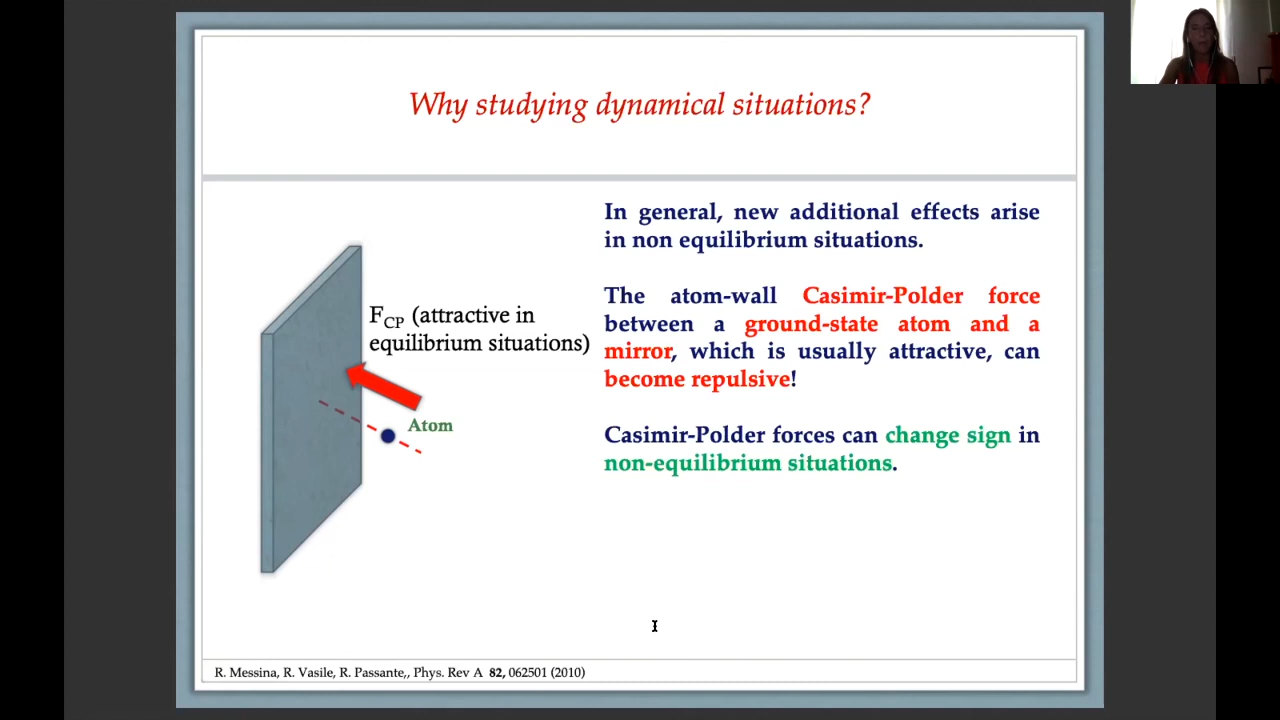 Why studying dynamical situations?
In general, new additional effects arise
in non equilibrium situations.
The atom-wall Casimir-Polder force
between a ground-state atom and a
mirror, which is usually attractive, can
become repulsive!
Casimir-Polder forces can change sign in
non-equilibrium situations.
FCP (attractive in
equilibrium situations)
Atom
R. Messina, R. Vasile, R. Passante,, Phys. Rev A 82, 062501 (2010)